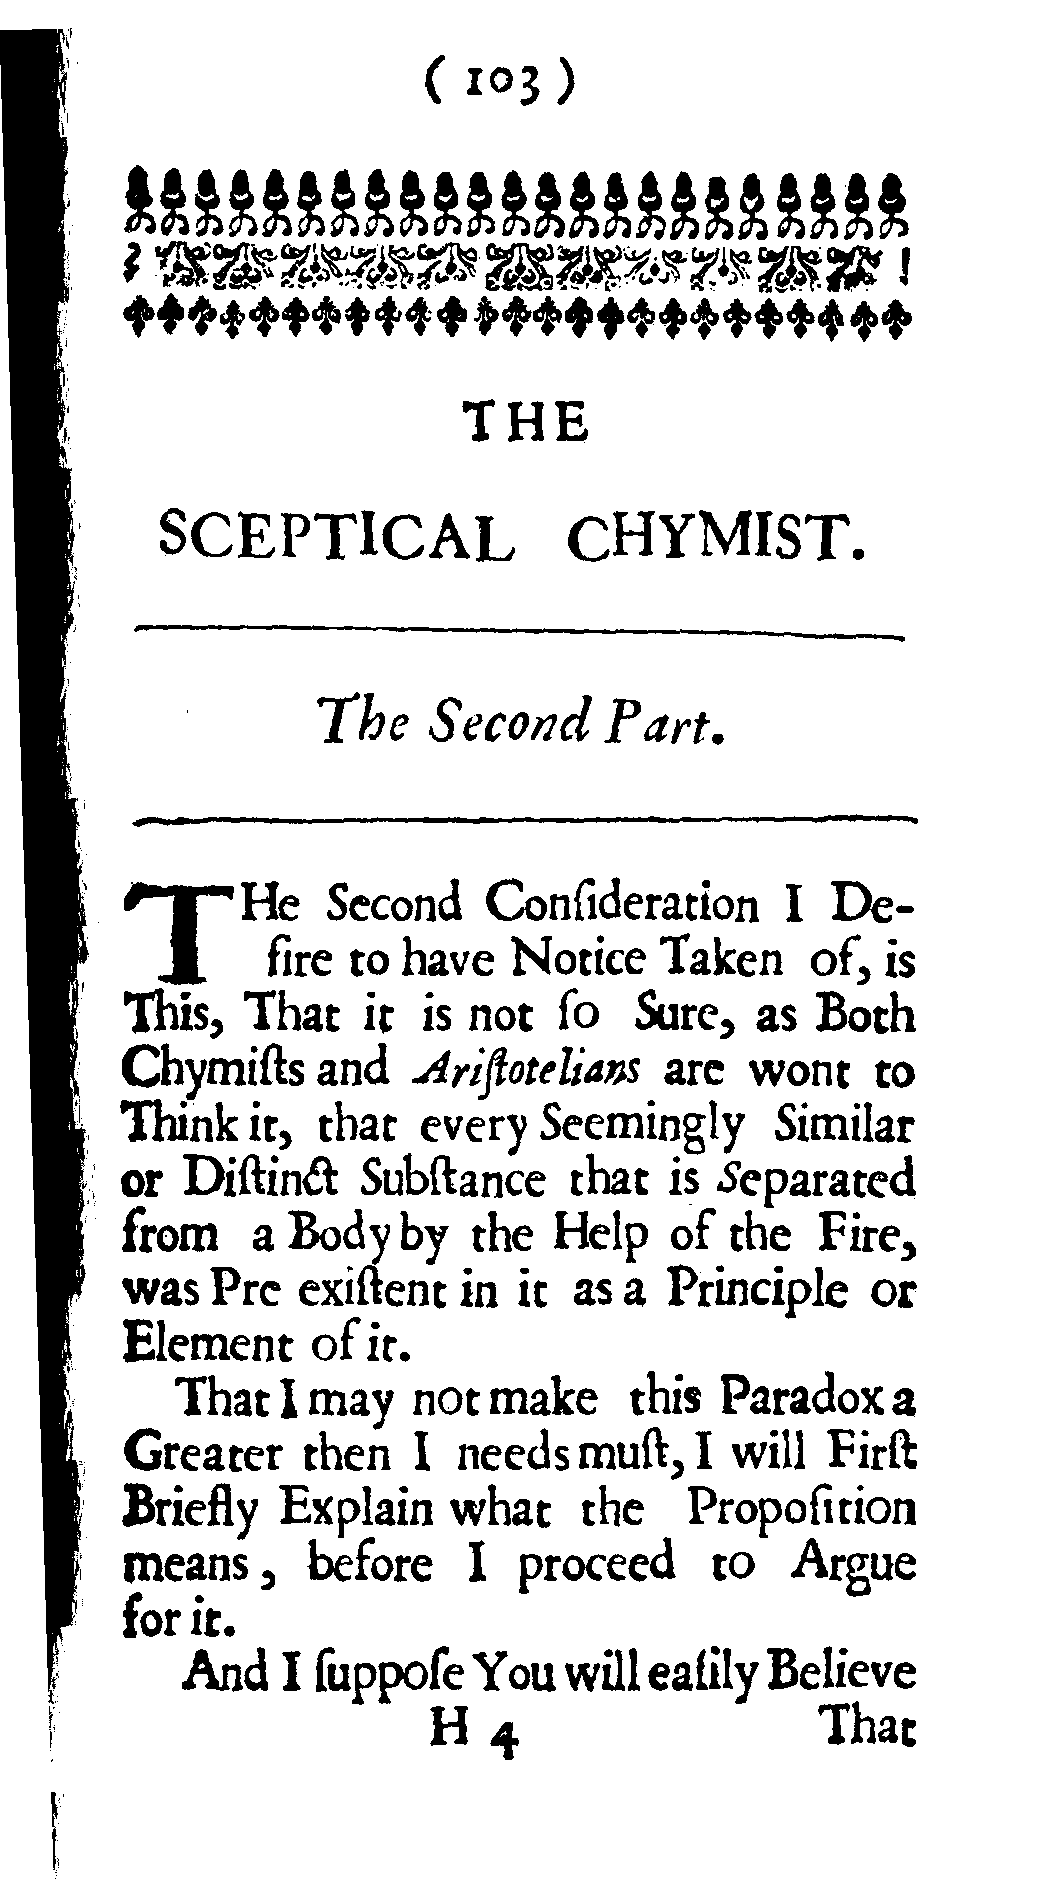 ( 103 )
THE
SCEPTICAL CHYMIST.
The Second Part.
THe Second Conſideration I De-
ſire to have Notice Taken of, is
This, That it is not ſo Sure, as Both
Chymiſts and Ariſtotelians are wont to
Think it, that every Seemingly Similar
or Diſtinct Subſtance that is Separated
from a Body by the Help of the Fire,
was Pre exiſtent in it as a Principle or
Element of it.
That I may not make this Paradox a
Greater then I needs muſt, I will Firſt
Briefly Explain what the Propoſition
means, before I proceed to Argue
for it.
And I ſuppoſe You will eaſily Believe
H 4 That